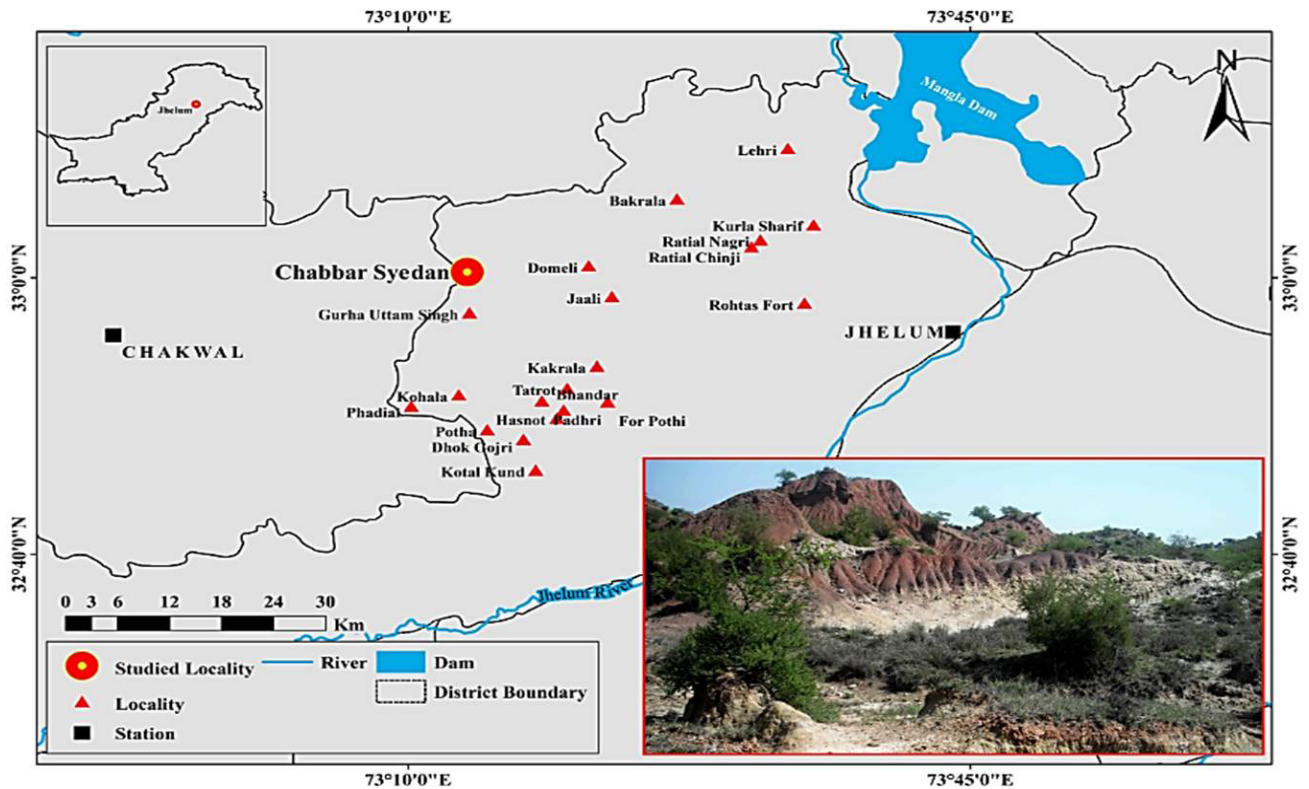 73°10'0"E
73°45'0"E
N
Jhelum
Mangla Dam
Lehri
Bakrala
Kurla Sharif
Ratial Nagri
Ratial Chinji
Chabbar Syedan
Domeli
33°0'0"N
33°0'0"N
Jaali
Rohtas Fort
Gurha Uttam Singh
JHELUM
CHAKWAL
Kakrala
Tatrot
Bhandar
Kohala
Phadial
Hasnot
Padhri
For Pothi
Potha
Dhok Gojri
Kotal Kund
32°40'0"N
32°40'0"N
Jhelum River
0 3 6 12 18 24 30
Km
Studied Locality
River
Dam
Locality
District Boundary
Station
73°10'0"E
73°45'0"E